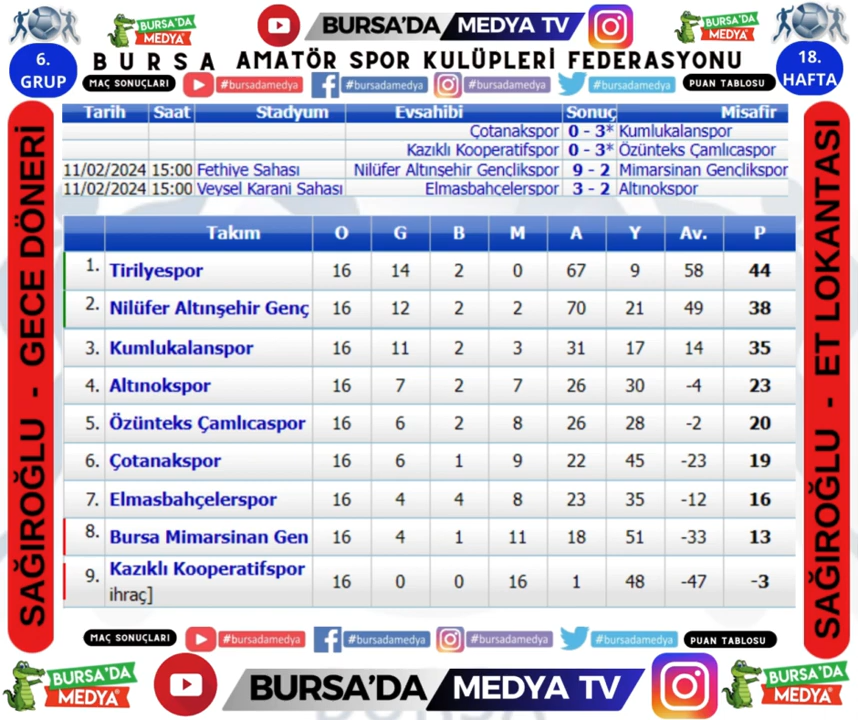 BURSA'DA MEDYA
BURSA'DA MEDYA TV
BURSA'DA MEDYA®
6. GRUP
BURSA AMATÖR SPOR KULÜPLERİ FEDERASYONU
18. HAFTA
MAÇ SONUÇLARI #bursadamedya #bursadamedya #bursadamedya #bursadamedya PUAN TABLOSU
SAĞIROĞLU - GECE DÖNERİ
SAĞIROĞLU - ET LOKANTASI
Tarih Saat Stadyum Evsahibi Sonuç Misafir
Çotanakspor 0 - 3* Kumlukalanspor
Kazıklı Kooperatifspor 0 - 3* Özünteks Çamlıcaspor
11/02/2024 15:00 Fethiye Sahası Nilüfer Altınşehir Gençlikspor 9 - 2 Mimarsinan Gençlikspor
11/02/2024 15:00 Veysel Karani Sahası Elmasbahçelerspor 3 - 2 Altınokspor
Takım O G B M A Y Av. P
1. Tirilyespor 16 14 2 0 67 9 58 44
2. Nilüfer Altınşehir Genç 16 12 2 2 70 21 49 38
3. Kumlukalanspor 16 11 2 3 31 17 14 35
4. Altınokspor 16 7 2 7 26 30 -4 23
5. Özünteks Çamlıcaspor 16 6 2 8 26 28 -2 20
6. Çotanakspor 16 6 1 9 22 45 -23 19
7. Elmasbahçelerspor 16 4 4 8 23 35 -12 16
8. Bursa Mimarsinan Gen 16 4 1 11 18 51 -33 13
9. Kazıklı Kooperatifspor 16 0 0 16 1 48 -47 -3
ihraç]
MAÇ SONUÇLARI #bursadamedya #bursadamedya #bursadamedya #bursadamedya PUAN TABLOSU
BURSA'DA MEDYA®
BURSA'DA MEDYA TV
BURSA'DA MEDYA®
BURSA